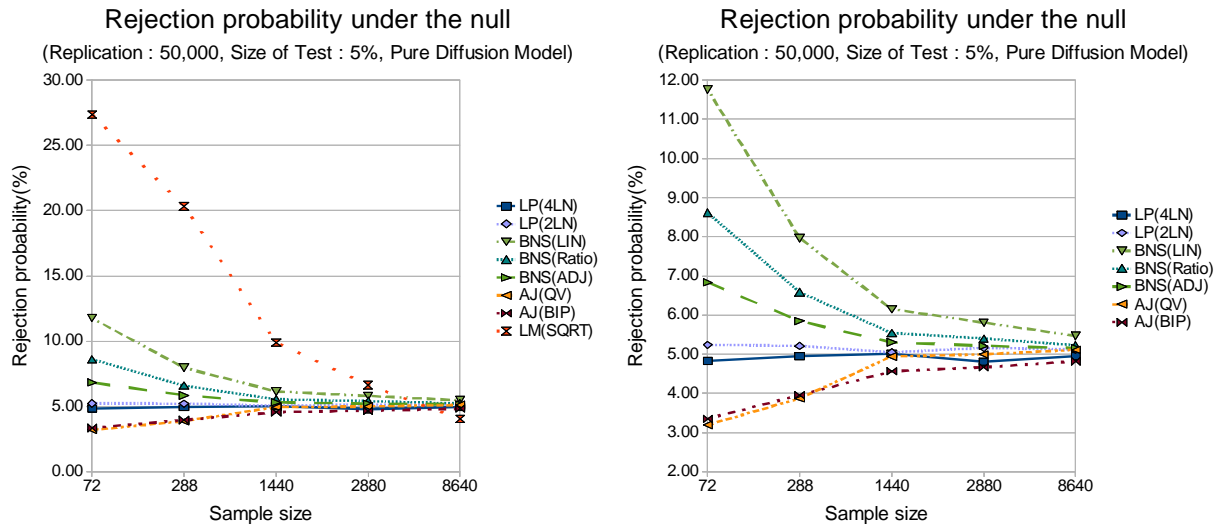 Rejection probability under the null
(Replication : 50,000, Size of Test : 5%, Pure Diffusion Model)
30.00
25.00
20.00
15.00
10.00
5.00
0.00
Rejection probability(%)
72
288
1440
2880
8640
Sample size
LP(4LN)
LP(2LN)
BNS(LIN)
BNS(Ratio)
BNS(ADJ)
AJ(QV)
AJ(BIP)
LM(SQRT)
Rejection probability under the null
(Replication : 50,000, Size of Test : 5%, Pure Diffusion Model)
12.00
11.00
10.00
9.00
8.00
7.00
6.00
5.00
4.00
3.00
2.00
Rejection probability(%)
72
288
1440
2880
8640
Sample size
LP(4LN)
LP(2LN)
BNS(LIN)
BNS(Ratio)
BNS(ADJ)
AJ(QV)
AJ(BIP)